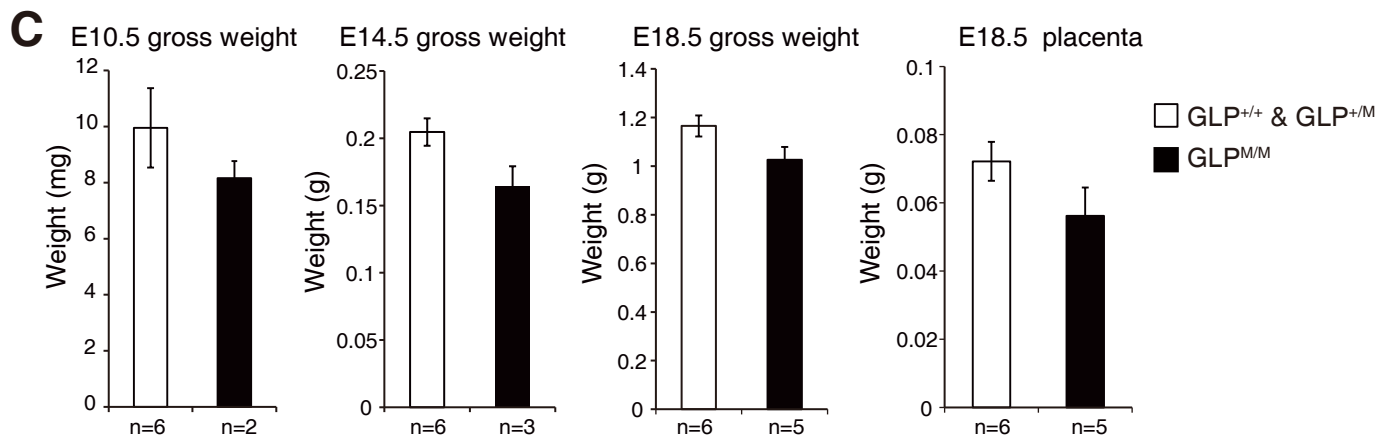 C
E10.5 gross weight
Weight (mg)
12
10
8
6
4
2
0
n=6 n=2
E14.5 gross weight
Weight (g)
0.25
0.2
0.15
0.1
0.05
0
n=6 n=3
E18.5 gross weight
Weight (g)
1.4
1.2
1
0.8
0.6
0.4
0.2
0
n=6 n=5
E18.5 placenta
Weight (g)
0.1
0.08
0.06
0.04
0.02
0
n=6 n=5
GLP+/+ & GLP+/M
GLPM/M